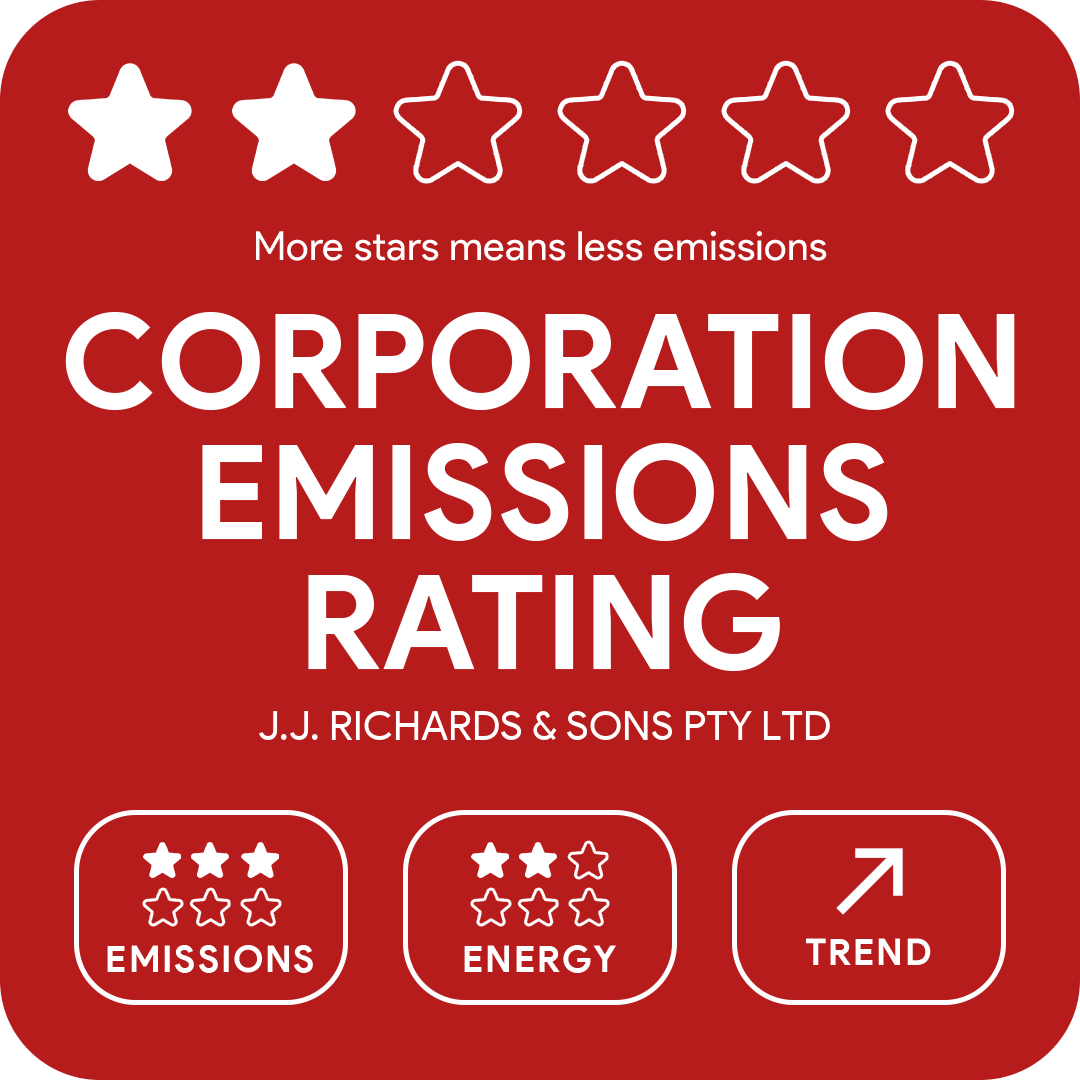 More stars means less emissions
CORPORATION
EMISSIONS
RATING
J.J. RICHARDS & SONS PTY LTD
EMISSIONS
ENERGY
TREND